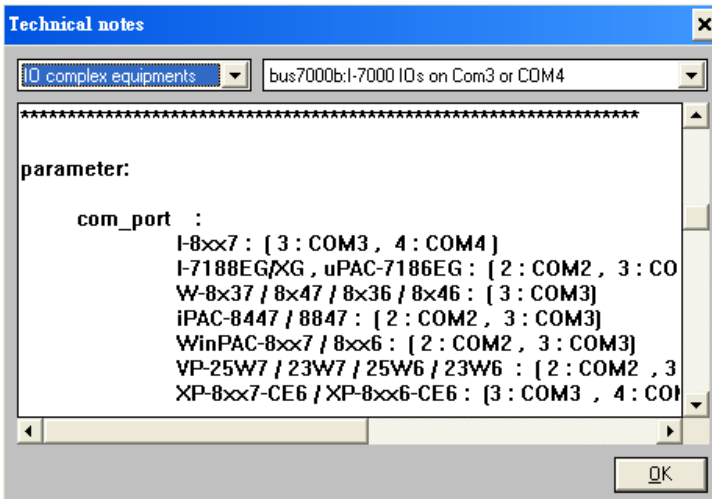 Technical notes
IO complex equipments
bus7000b:I-7000 IOs on Com3 or COM4
*****************************************************************
parameter:
com_port :
I-8xx7 : ( 3 : COM3 , 4 : COM4 )
I-7188EG/XG , uPAC-7186EG : ( 2 : COM2 , 3 : CO
W-8x37 / 8x47 / 8x36 / 8x46 : ( 3 : COM3)
iPAC-8447 / 8847 : ( 2 : COM2 , 3 : COM3)
WinPAC-8xx7 / 8xx6 : ( 2 : COM2 , 3 : COM3)
VP-25W7 / 23W7 / 25W6 / 23W6 : ( 2 : COM2 , 3
XP-8xx7-CE6 / XP-8xx6-CE6 : (3 : COM3 , 4 : CO
OK